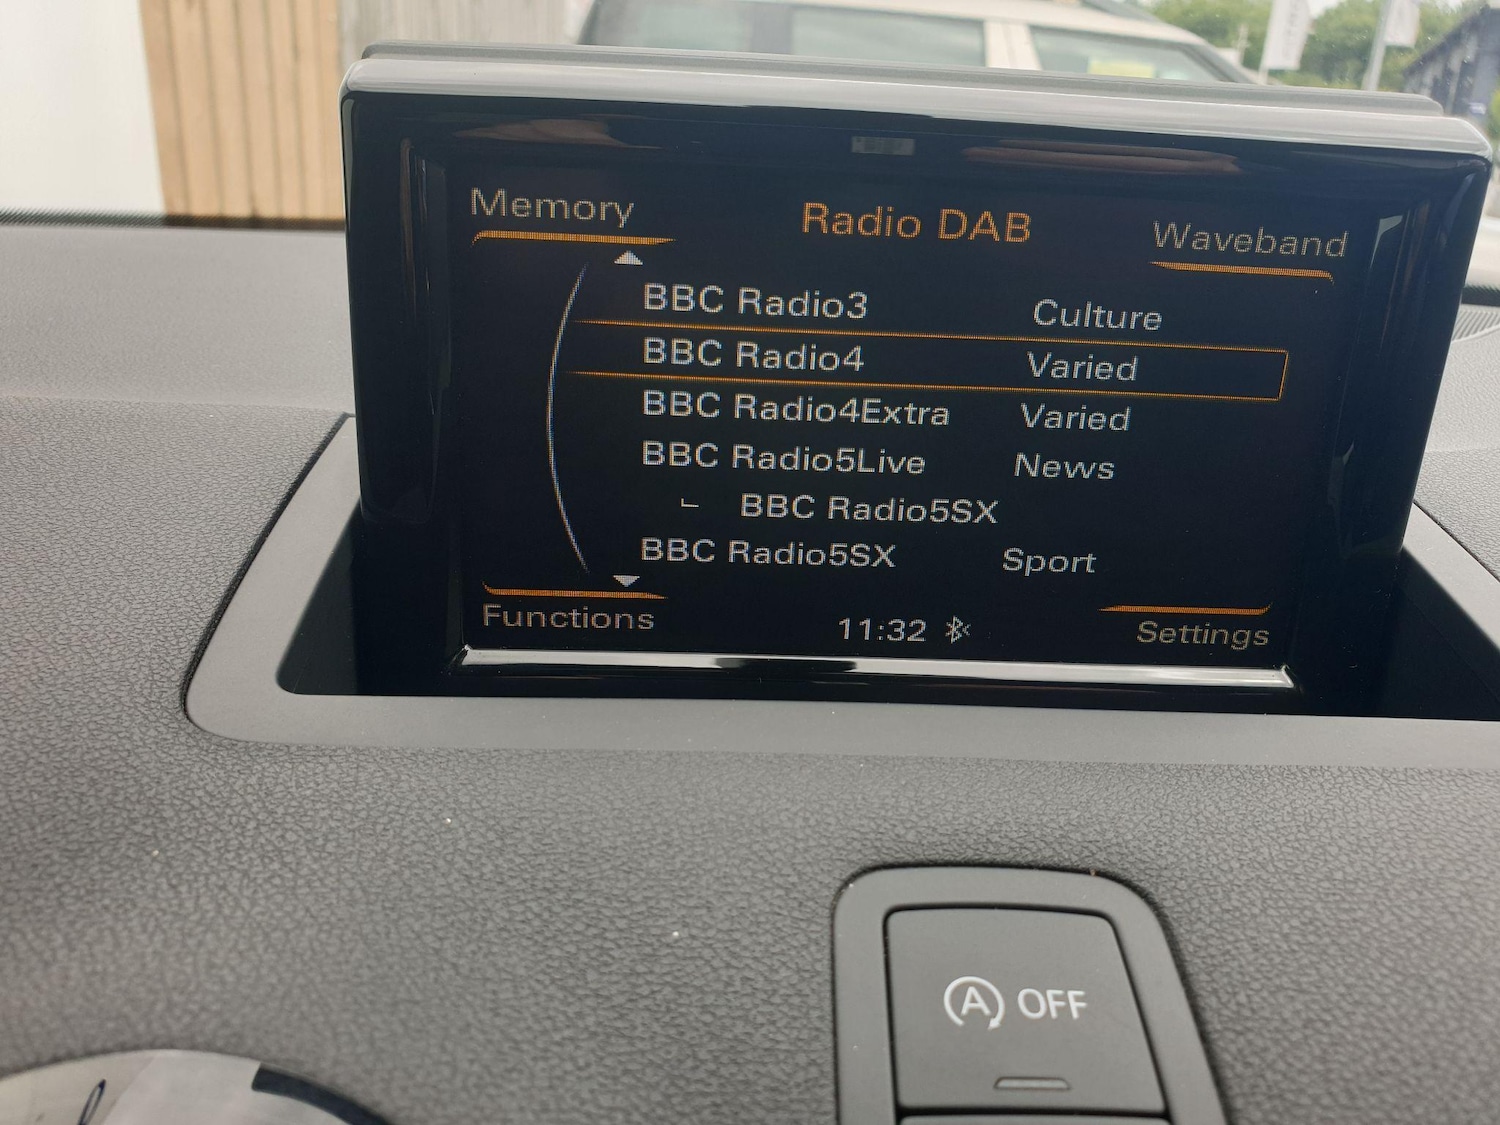 Memory Radio DAB Waveband
BBC Radio3 Culture
BBC Radio4 Varied
BBC Radio4Extra Varied
BBC Radio5Live News
BBC Radio5SX
BBC Radio5SX Sport
Functions 11:32 Settings
A OFF